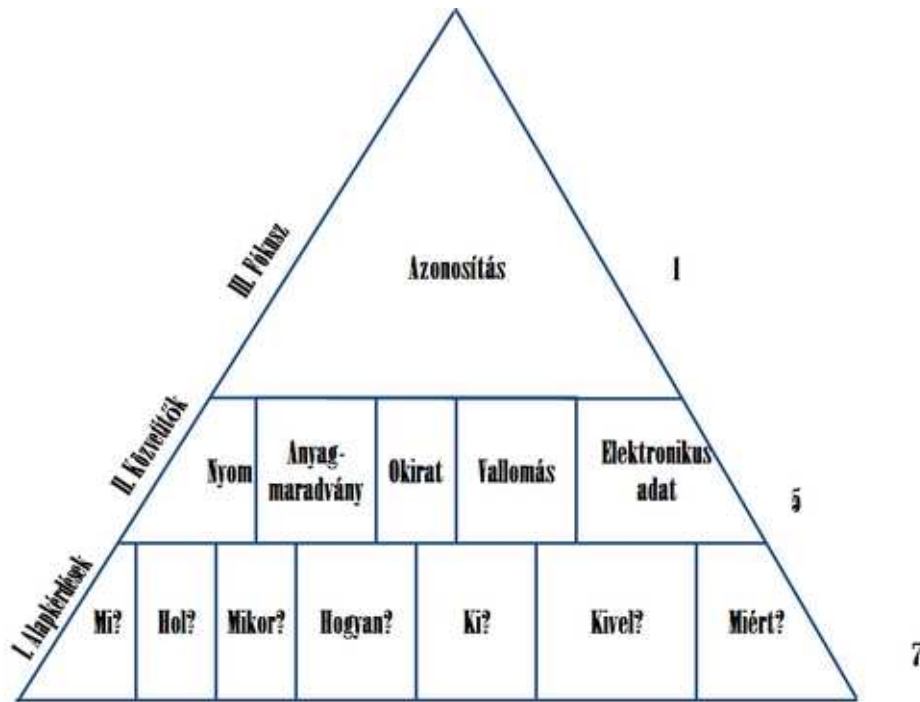 III. Fókusz
Azonosítás
1
II. Közvetítők
Nyom
Anyag-
maradvány
Okirat
Vallomás
Elektronikus
adat
5
I. Alapkérdések
Mi?
Hol?
Mikor?
Hogyan?
Ki?
Kivel?
Miért?
7